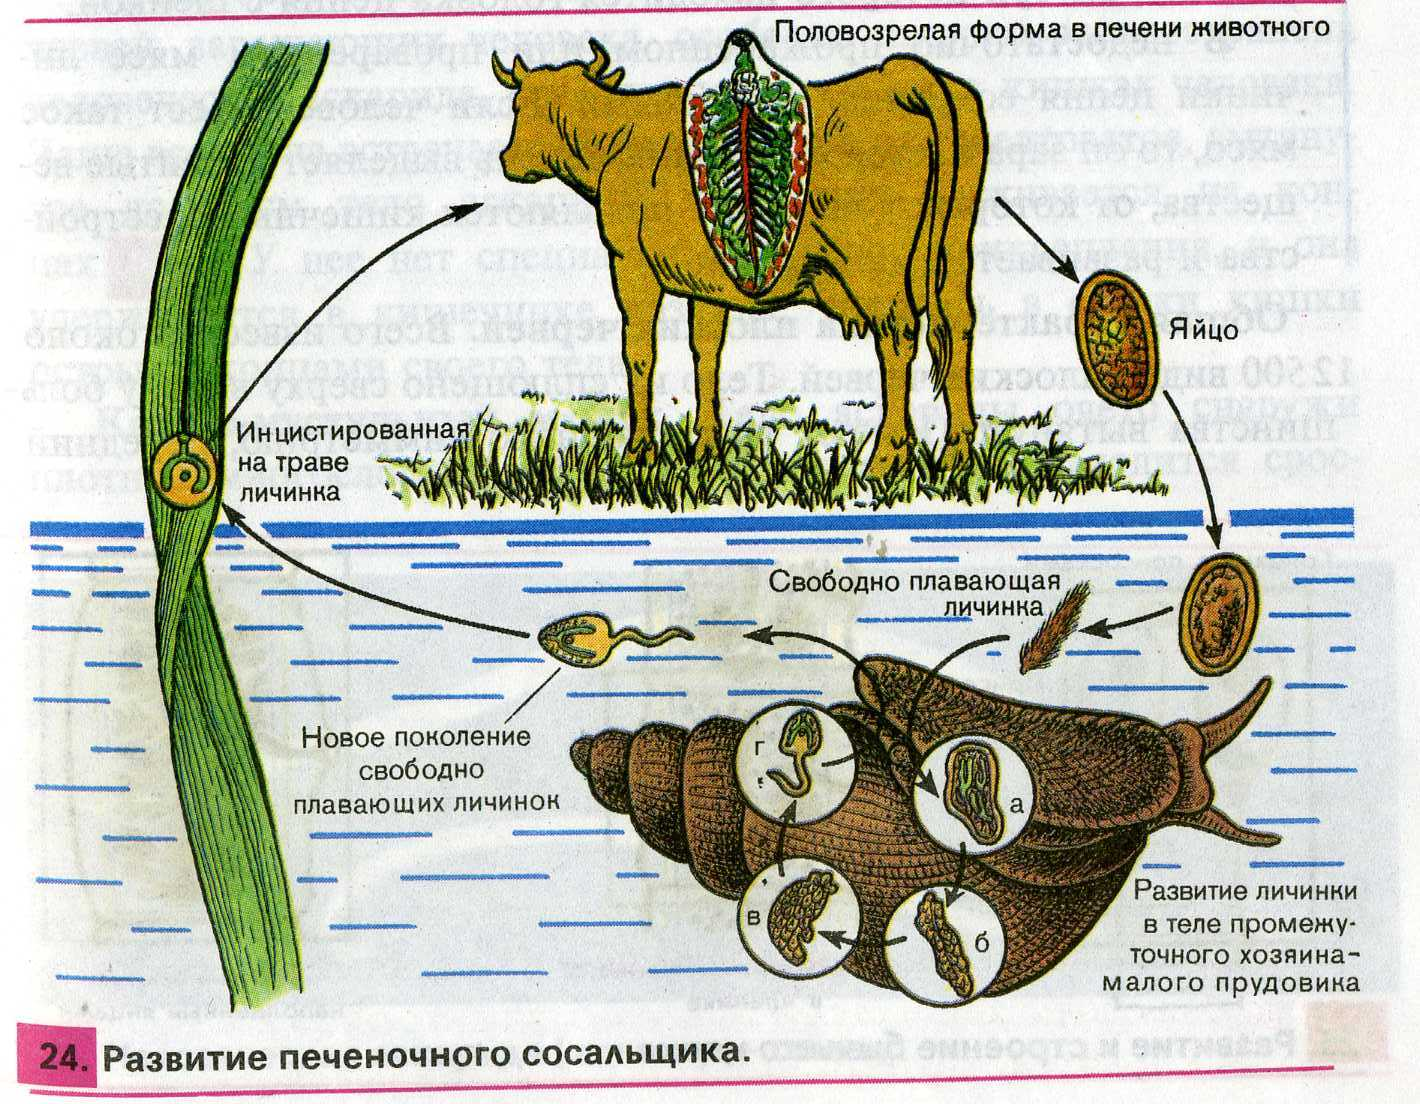 Половозрелая форма в печени животного
Яйцо
Инцистированная
на траве
личинка
Свободно плавающая
личинка
Новое поколение
свободно
плавающих личинок
г
а
в
б
Развитие личинки
в теле промежу-
точного хозяина-
малого прудовика
24. Развитие печеночного сосальщика.